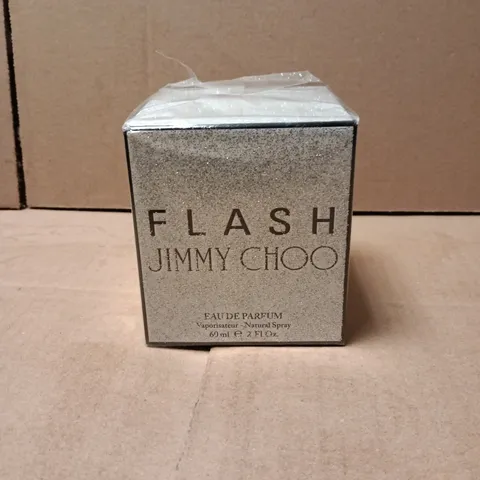 FLASH
JIMMY CHOO
EAU DE PARFUM
Vaporisateur - Natural Spray
60 ml ℮ 2 Fl Oz.